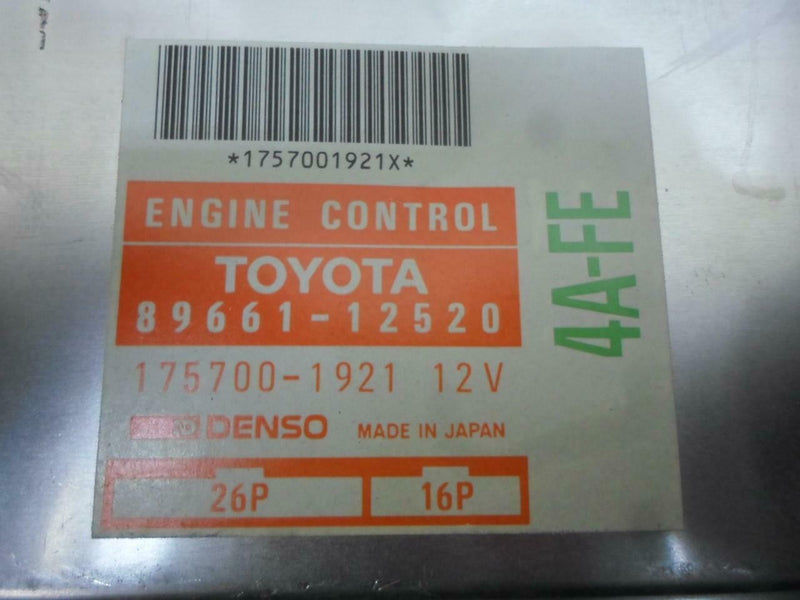 *1757001921X*
ENGINE CONTROL
TOYOTA
89661-12520
175700-1921 12V
DENSO MADE IN JAPAN
26P 16P
4A-FE